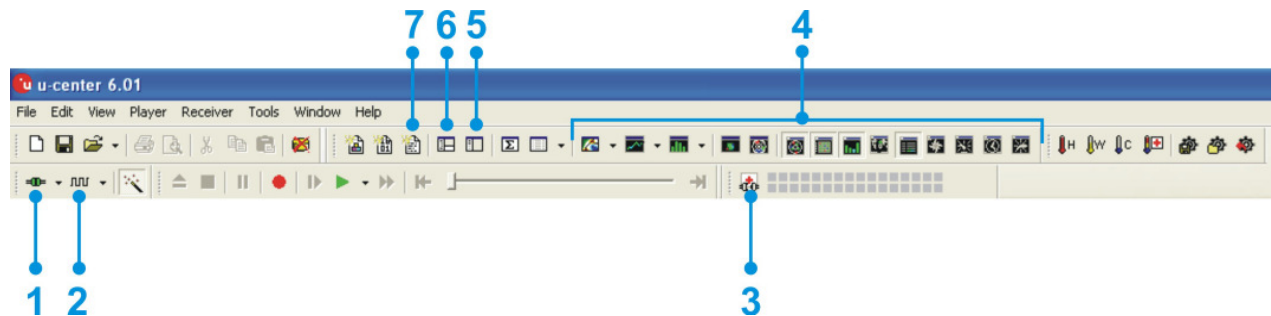 7 6 5 4
u-center 6.01
File Edit View Player Receiver Tools Window Help
H W C
1 2 3